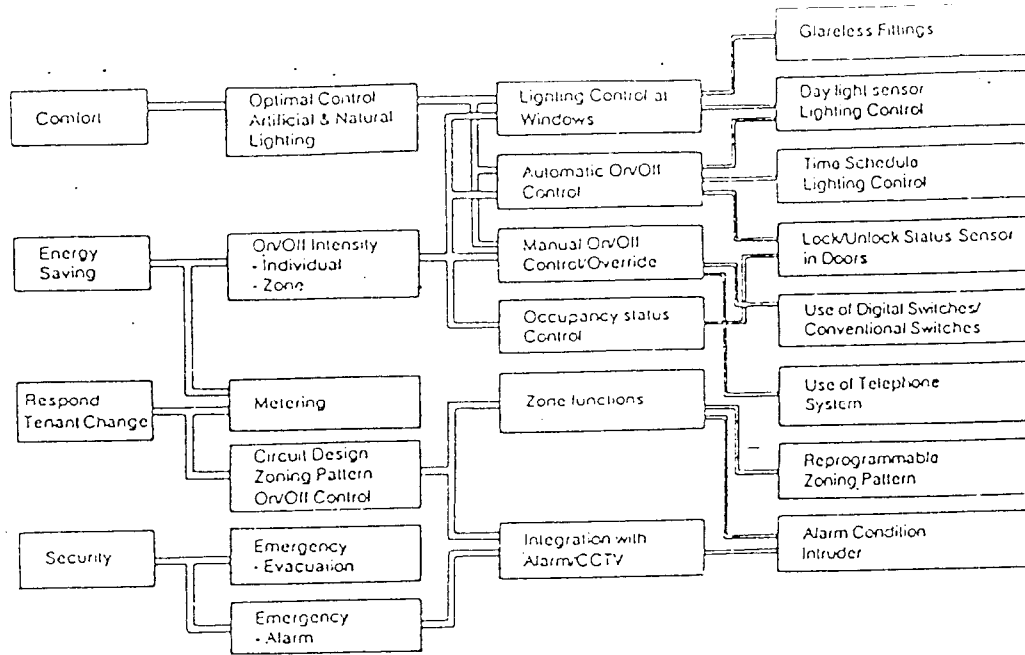 Comfort
Energy
Saving
Respond
Tenant Change
Security
Optimal Control
Artificial & Natural
Lighting
On/Off Intensity
- Individual
- Zone
Metering
Circuit Design
Zoning Pattern
On/Off Control
Emergency
- Evacuation
Emergency
- Alarm
Lighting Control at
Windows
Automatic On/Off
Control
Manual On/Off
Control/Override
Occupancy status
Control
Zone functions
Integration with
Alarm/CCTV
Glareless Fittings
Day light sensor
Lighting Control
Time Schedule
Lighting Control
Lock/Unlock Status Sensor
in Doors
Use of Digital Switches/
Conventional Switches
Use of Telephone
System
Reprogrammable
Zoning Pattern
Alarm Condition
Intruder